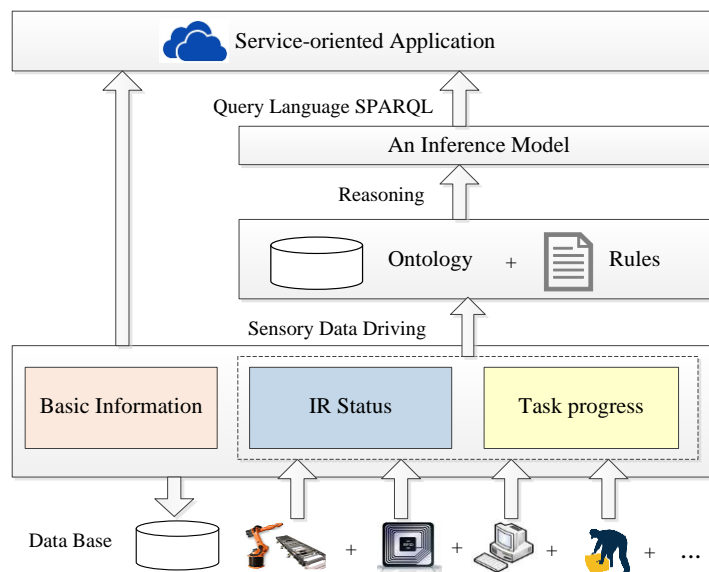 Service-oriented Application
Query Language SPARQL
An Inference Model
Reasoning
Ontology + Rules
Sensory Data Driving
Basic Information
IR Status
Task progress
Data Base
+ + + + ...